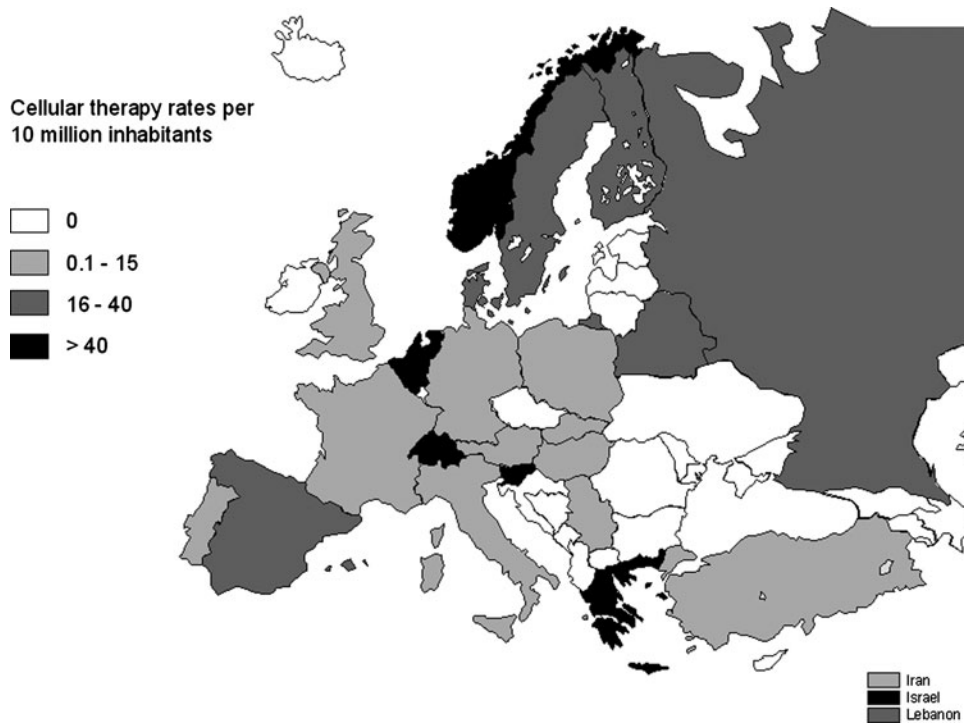 Cellular therapy rates per
10 million inhabitants
0
0.1 - 15
16 - 40
> 40
Iran
Israel
Lebanon